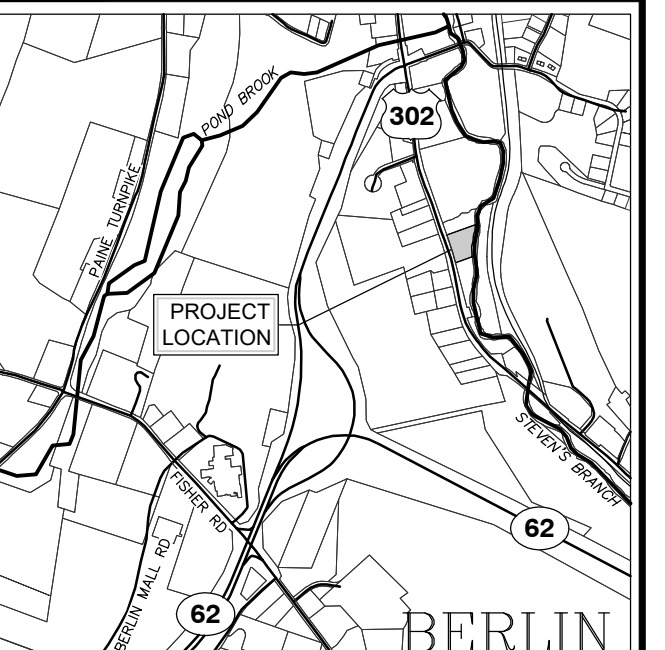 POND BROOK
302
PAINE TURNPIKE
PROJECT
LOCATION
STEVEN'S BRANCH
FISHER RD
62
BERLIN MALL RD
62
BERLIN